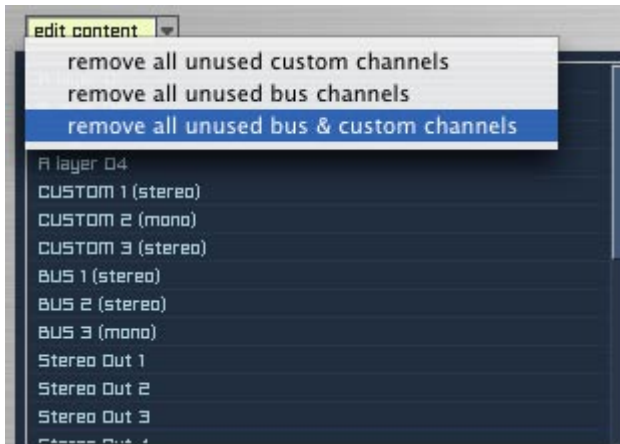 edit content
remove all unused custom channels
remove all unused bus channels
remove all unused bus & custom channels
A layer 04
CUSTOM 1 (stereo)
CUSTOM 2 (mono)
CUSTOM 3 (stereo)
BUS 1 (stereo)
BUS 2 (stereo)
BUS 3 (mono)
Stereo Out 1
Stereo Out 2
Stereo Out 3